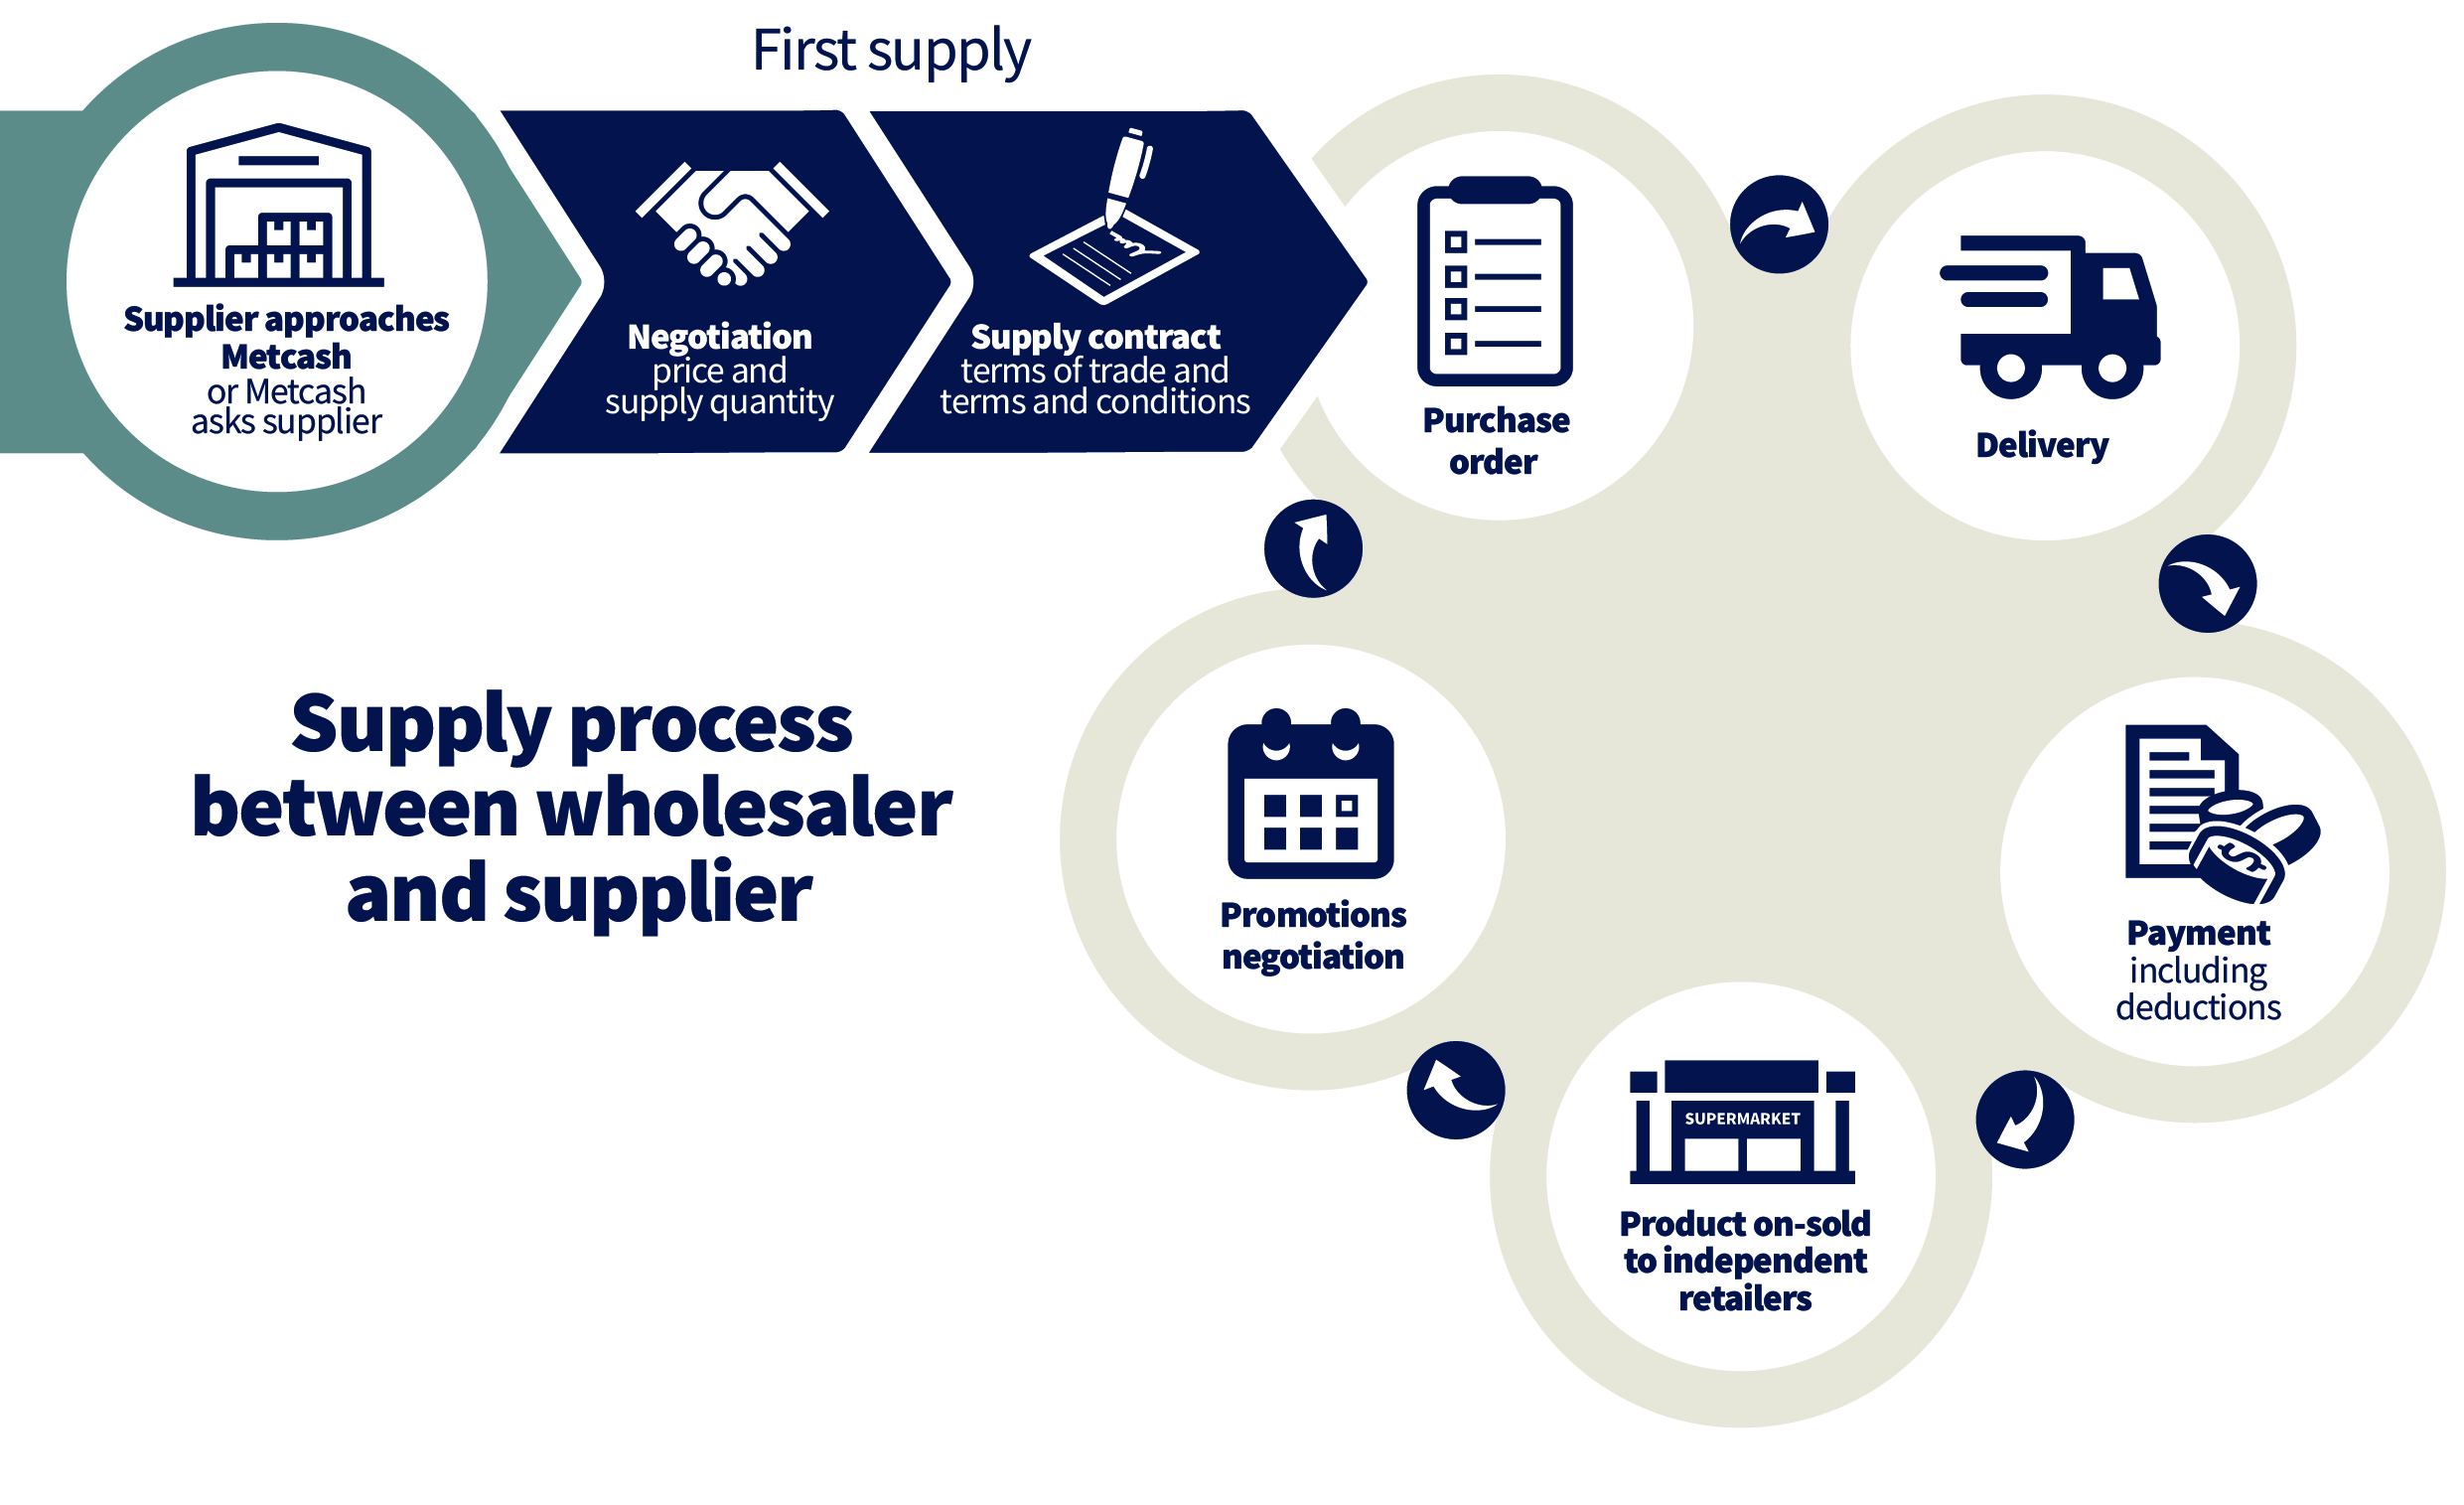 First supply
Supplier approaches
Metcash
or Metcash
asks supplier
Negotiation
price and
supply quantity
Supply contract
terms of trade and
terms and conditions
Purchase
order
Delivery
Payment
including
deductions
SUPERMARKET
Product on-sold
to independent
retailers
Promotions
negotiation
Supply process
between wholesaler
and supplier